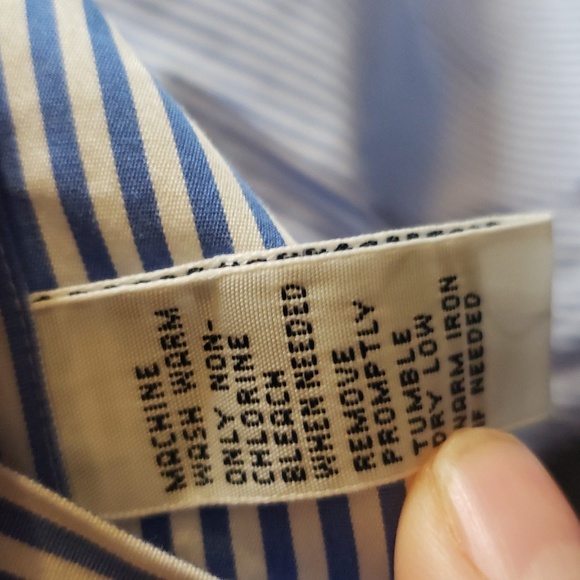 MACHINE
WASH WARM
ONLY NON-
CHLORINE
BLEACH
WHEN NEEDED
REMOVE
PROMPTLY
TUMBLE
DRY LOW
WARM IRON
IF NEEDED